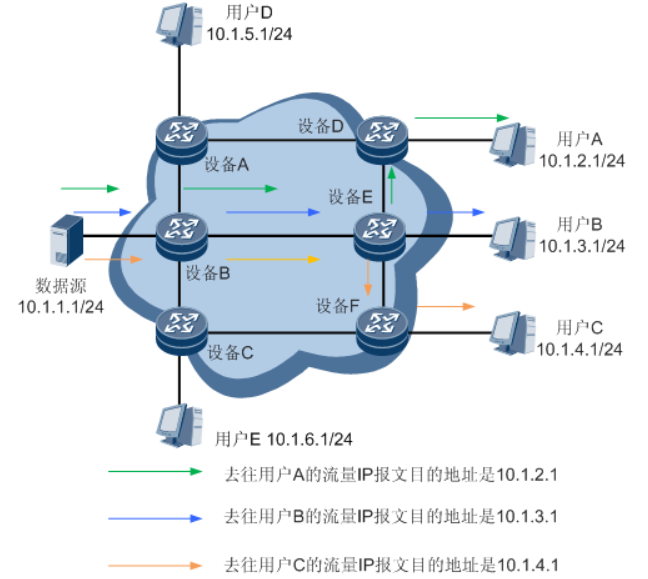 用户D
10.1.5.1/24
设备D
用户A
10.1.2.1/24
设备A
设备E
用户B
10.1.3.1/24
设备B
数据源
10.1.1.1/24
设备F
用户C
10.1.4.1/24
设备C
用户E 10.1.6.1/24
去往用户A的流量IP报文目的地址是10.1.2.1
去往用户B的流量IP报文目的地址是10.1.3.1
去往用户C的流量IP报文目的地址是10.1.4.1